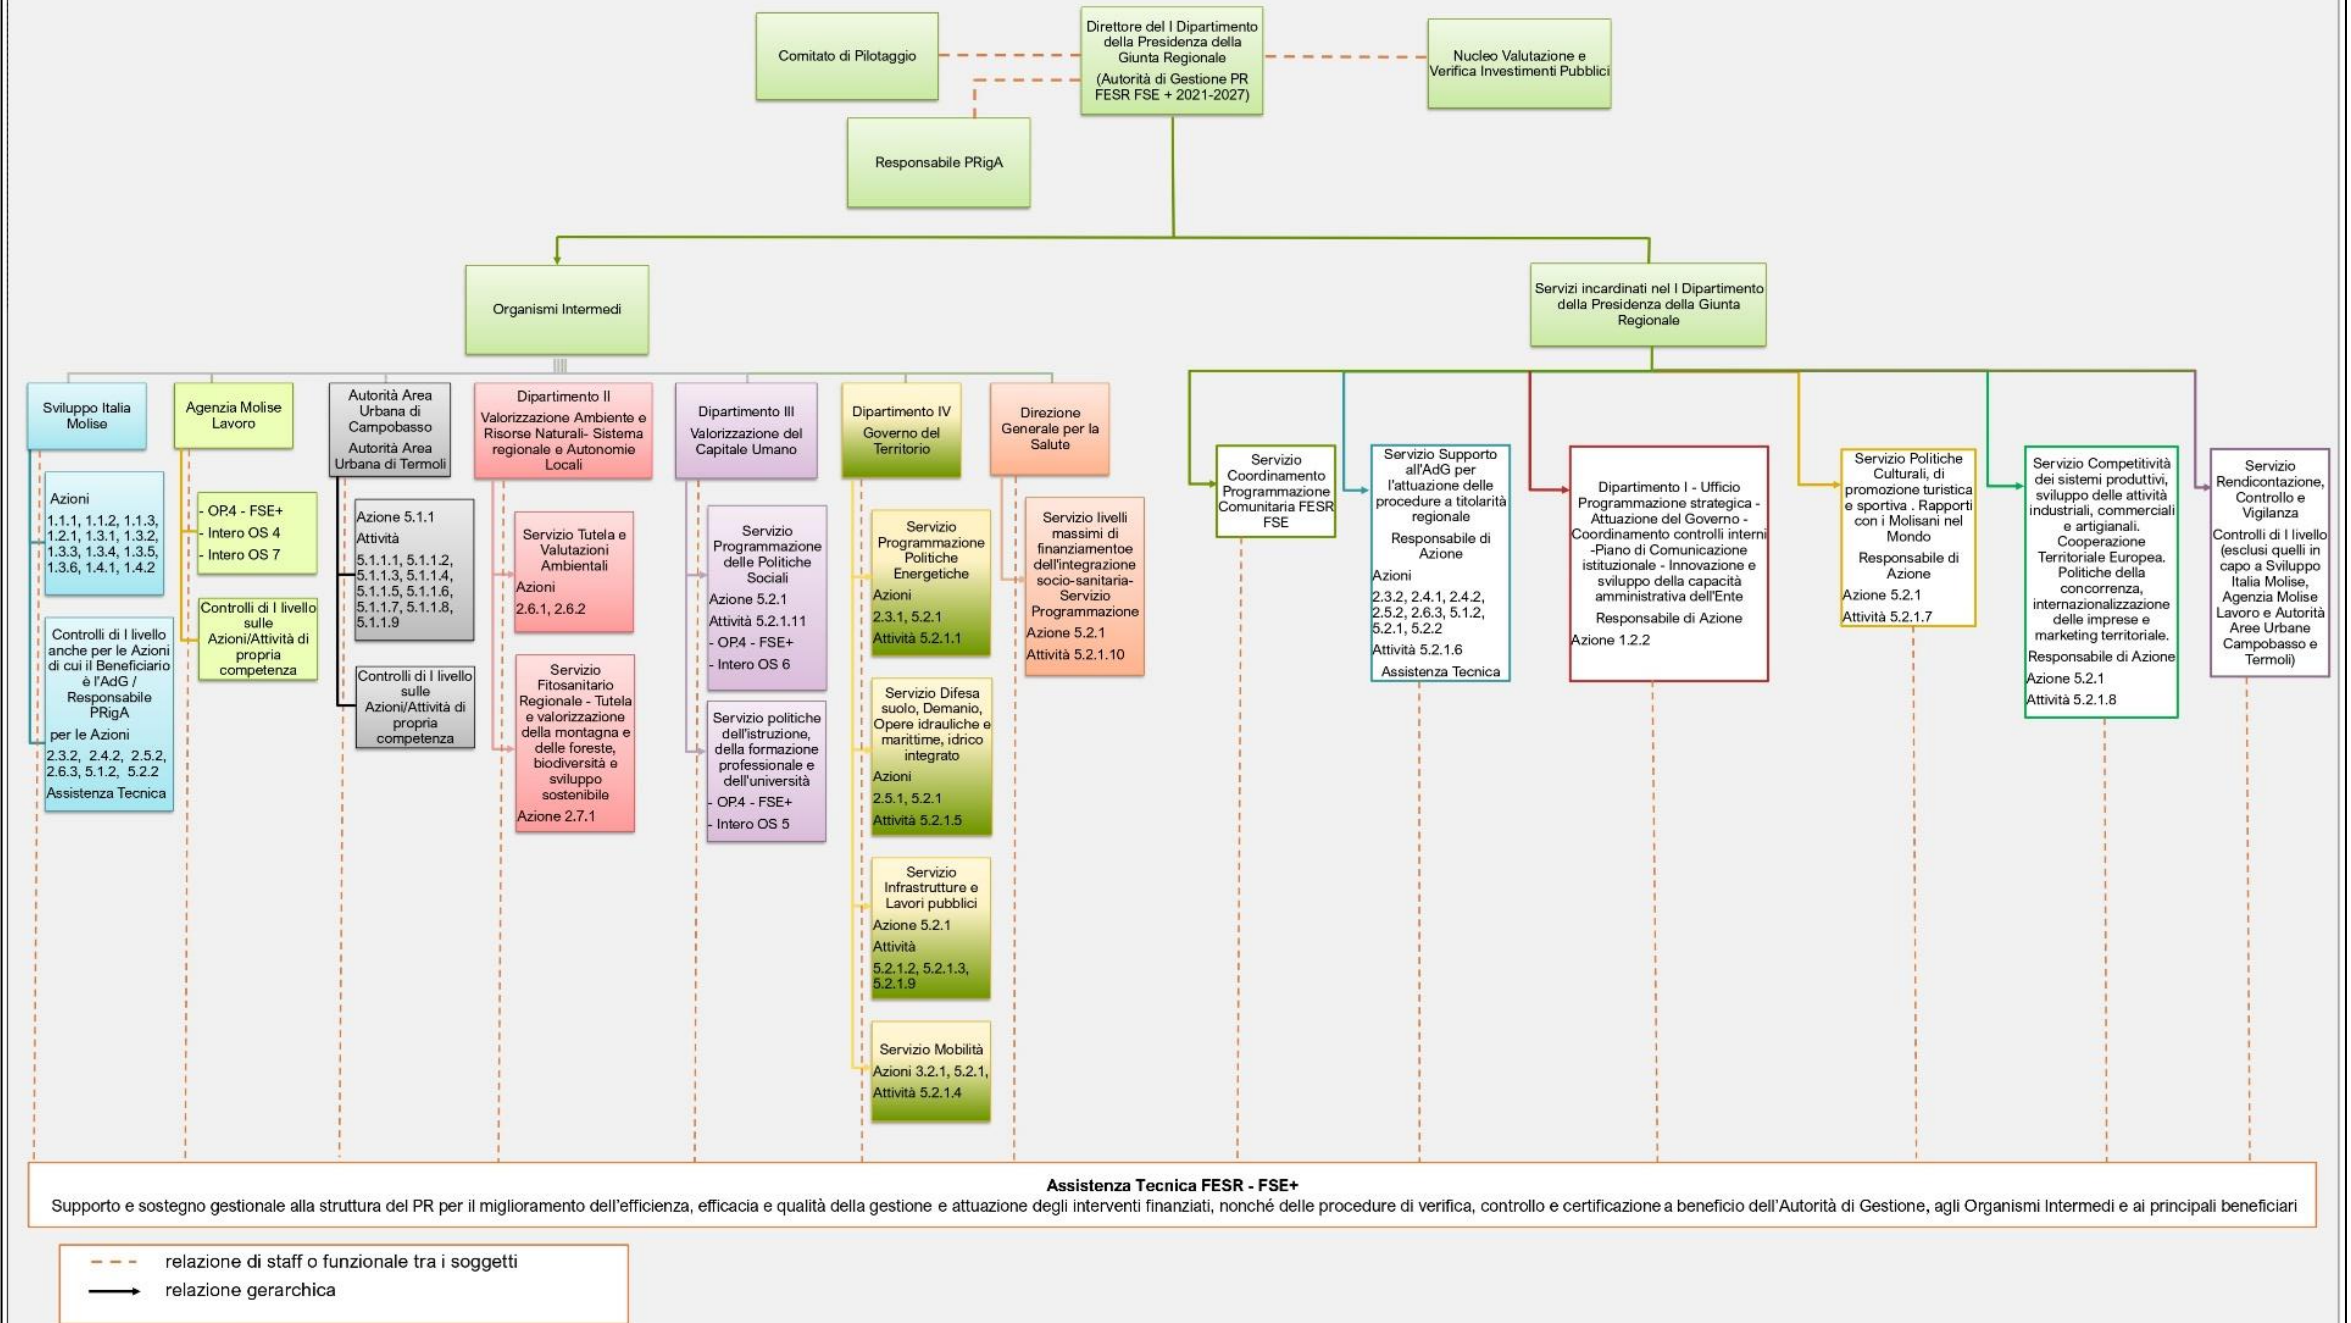 Comitato di Pilotaggio
Direttore del I Dipartimento
della Presidenza della
Giunta Regionale
(Autorità di Gestione PR
FESR FSE + 2021-2027)
Nucleo Valutazione e
Verifica Investimenti Pubblici
Responsabile PRigA
Organismi Intermedi
Servizi incardinati nel I Dipartimento
della Presidenza della Giunta
Regionale
Sviluppo Italia
Molise
Azioni
1.1.1, 1.1.2, 1.1.3,
1.2.1, 1.3.1, 1.3.2,
1.3.3, 1.3.4, 1.3.5,
1.3.6, 1.4.1, 1.4.2
Controlli di I livello
anche per le Azioni
di cui il Beneficiario
è l'AdG /
Responsabile
PRigA
per le Azioni
2.3.2, 2.4.2, 2.5.2,
2.6.3, 5.1.2, 5.2.2
Assistenza Tecnica
Agenzia Molise
Lavoro
- OP.4 - FSE+
- Intero OS 4
- Intero OS 7
Controlli di I livello
sulle
Azioni/Attività di
propria
competenza
Autorità Area
Urbana di
Campobasso
Autorità Area
Urbana di Termoli
Azione 5.1.1
Attività
5.1.1.1, 5.1.1.2,
5.1.1.3, 5.1.1.4,
5.1.1.5, 5.1.1.6,
5.1.1.7, 5.1.1.8,
5.1.1.9
Controlli di I livello
sulle
Azioni/Attività di
propria
competenza
Dipartimento II
Valorizzazione Ambiente e
Risorse Naturali- Sistema
regionale e Autonomie
Locali
Servizio Tutela e
Valutazioni
Ambientali
Azioni
2.6.1, 2.6.2
Servizio
Fitosanitario
Regionale - Tutela
e valorizzazione
della montagna e
delle foreste,
biodiversità e
sviluppo
sostenibile
Azione 2.7.1
Dipartimento III
Valorizzazione del
Capitale Umano
Servizio
Programmazione
delle Politiche
Sociali
Azione 5.2.1
Attività 5.2.1.11
- OP.4 - FSE+
- Intero OS 6
Servizio politiche
dell'istruzione,
della formazione
professionale e
dell'università
- OP.4 - FSE+
- Intero OS 5
Dipartimento IV
Governo del
Territorio
Servizio
Programmazione
Politiche
Energetiche
Azioni
2.3.1, 5.2.1
Attività 5.2.1.1
Servizio Difesa
suolo, Demanio,
Opere idrauliche e
marittime, idrico
integrato
Azioni
2.5.1, 5.2.1
Attività 5.2.1.5
Servizio
Infrastrutture e
Lavori pubblici
Azione 5.2.1
Attività
5.2.1.2, 5.2.1.3,
5.2.1.9
Servizio Mobilità
Azioni 3.2.1, 5.2.1,
Attività 5.2.1.4
Direzione
Generale per la
Salute
Servizio livelli
massimi di
finanziamentoe
dell'integrazione
socio-sanitaria-
Servizio
Programmazione
Azione 5.2.1
Attività 5.2.1.10
Servizio
Coordinamento
Programmazione
Comunitaria FESR
FSE
Servizio Supporto
all'AdG per
l'attuazione delle
procedure a titolarità
regionale
Responsabile di
Azione
Azioni
2.3.2, 2.4.1, 2.4.2,
2.5.2, 2.6.3, 5.1.2,
5.2.1, 5.2.2
Attività 5.2.1.6
Assistenza Tecnica
Dipartimento I - Ufficio
Programmazione strategica -
Attuazione del Governo -
Coordinamento controlli interni
-Piano di Comunicazione
istituzionale - Innovazione e
sviluppo della capacità
amministrativa dell'Ente
Responsabile di Azione
Azione 1.2.2
Servizio Politiche
Culturali, di
promozione turistica
e sportiva . Rapporti
con i Molisani nel
Mondo
Responsabile di
Azione
Azione 5.2.1
Attività 5.2.1.7
Servizio Competitività
dei sistemi produttivi,
sviluppo delle attività
industriali, commerciali
e artigianali.
Cooperazione
Territoriale Europea.
Politiche della
concorrenza,
internazionalizzazione
delle imprese e
marketing territoriale.
Responsabile di Azione
Azione 5.2.1
Attività 5.2.1.8
Servizio
Rendicontazione,
Controllo e
Vigilanza
Controlli di I livello
(esclusi quelli in
capo a Sviluppo
Italia Molise,
Agenzia Molise
Lavoro e Autorità
Aree Urbane
Campobasso e
Termoli)
Assistenza Tecnica FESR - FSE+
Supporto e sostegno gestionale alla struttura del PR per il miglioramento dell'efficienza, efficacia e qualità della gestione e attuazione degli interventi finanziati, nonché delle procedure di verifica, controllo e certificazione a beneficio dell'Autorità di Gestione, agli Organismi Intermedi e ai principali beneficiari
relazione di staff o funzionale tra i soggetti
relazione gerarchica